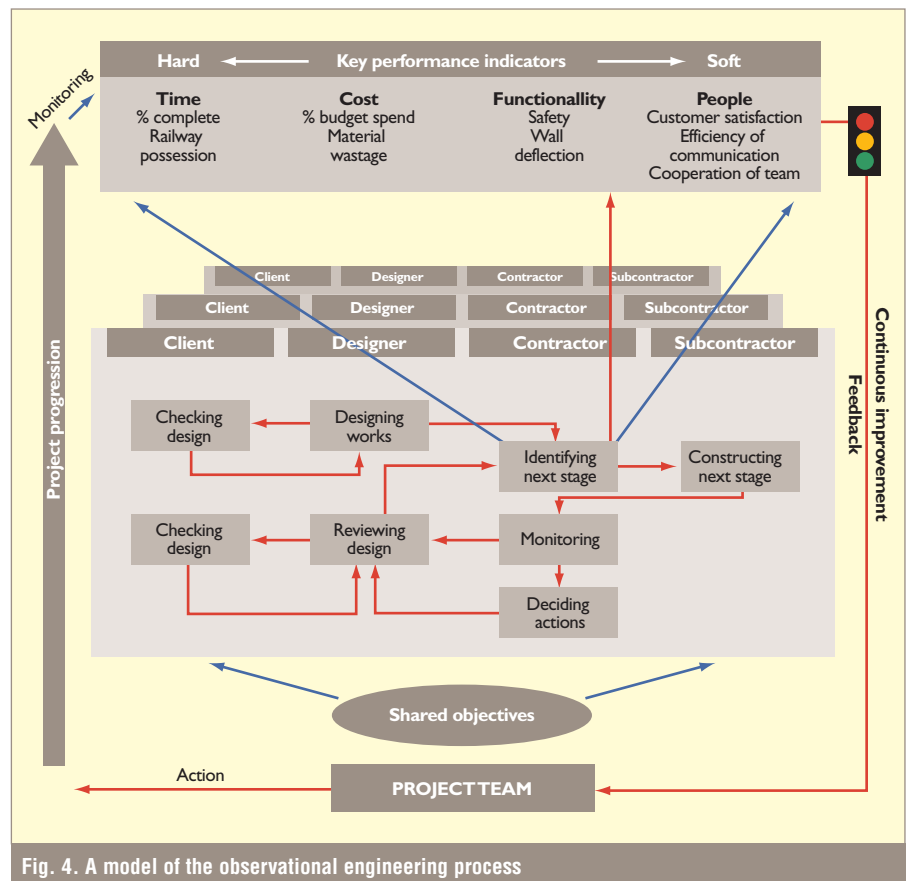 Hard Key performance indicators Soft
Monitoring
Time
% complete
Railway
possession
Cost
% budget spend
Material
wastage
Functionallity
Safety
Wall
deflection
People
Customer satisfaction
Efficiency of
communication
Cooperation of team
Client Designer Contractor Subcontractor
Client Designer Contractor Subcontractor
Client Designer Contractor Subcontractor
Project progression
Checking
design
Designing
works
Identifying
next stage
Constructing
next stage
Checking
design
Reviewing
design
Monitoring
Deciding
actions
Continuous improvement
Feedback
Shared objectives
Action
PROJECT TEAM
Fig. 4. A model of the observational engineering process